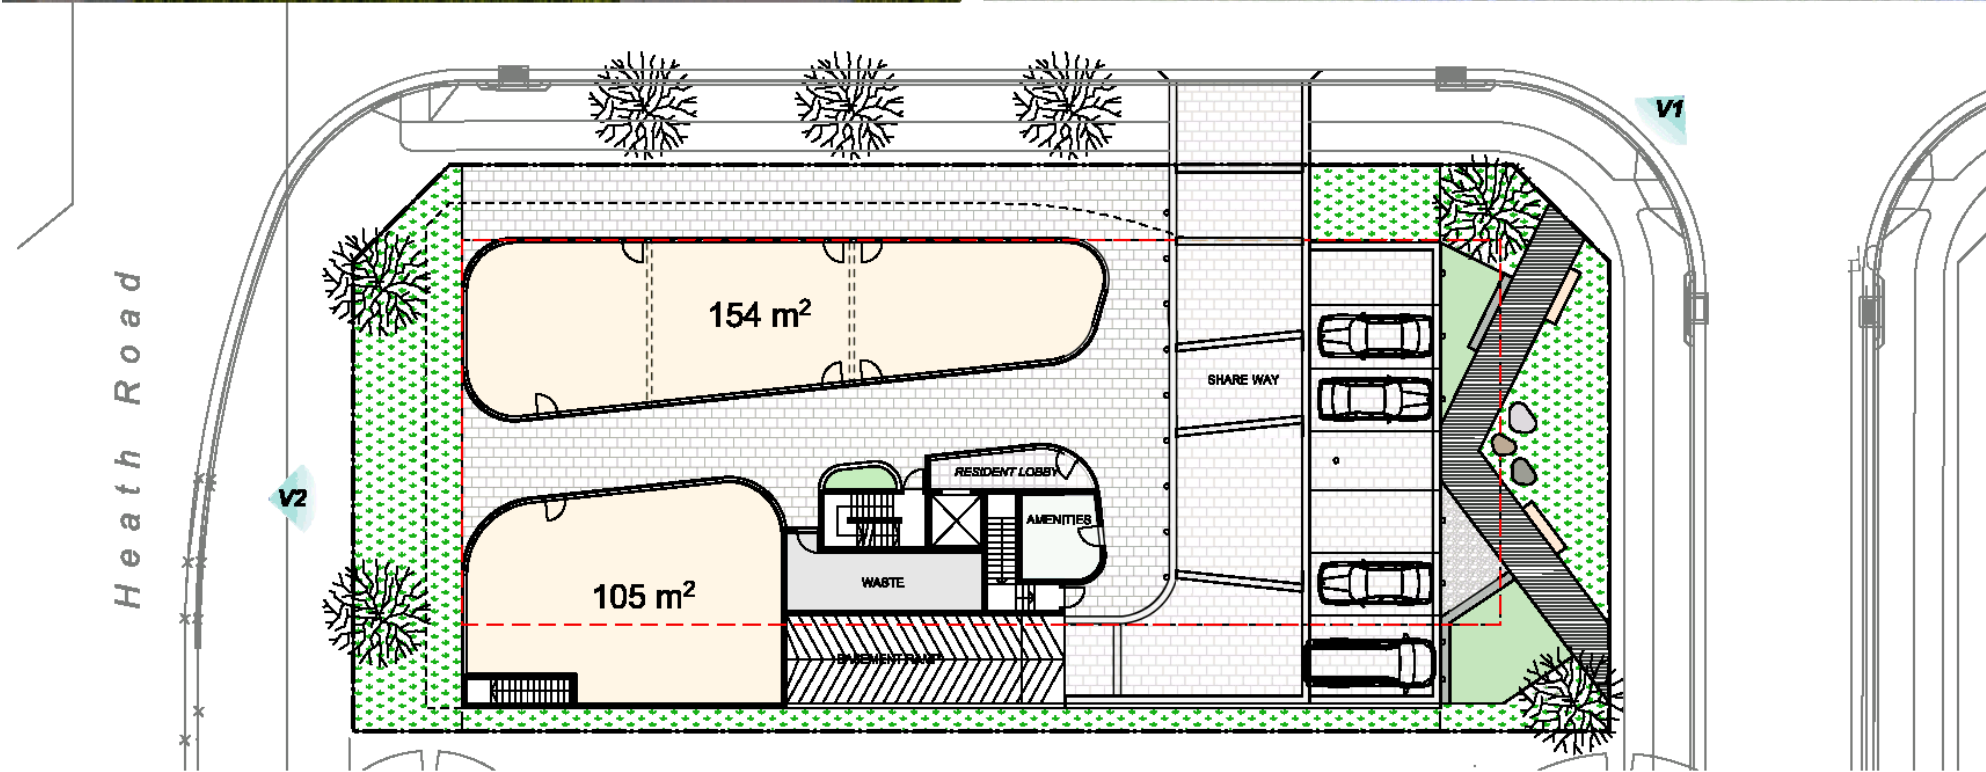 V1
154 m²
Heath Road
SHARE WAY
RESIDENT LOBBY
V2
AMENITIES
WASTE
105 m²
BASEMENT RAMP